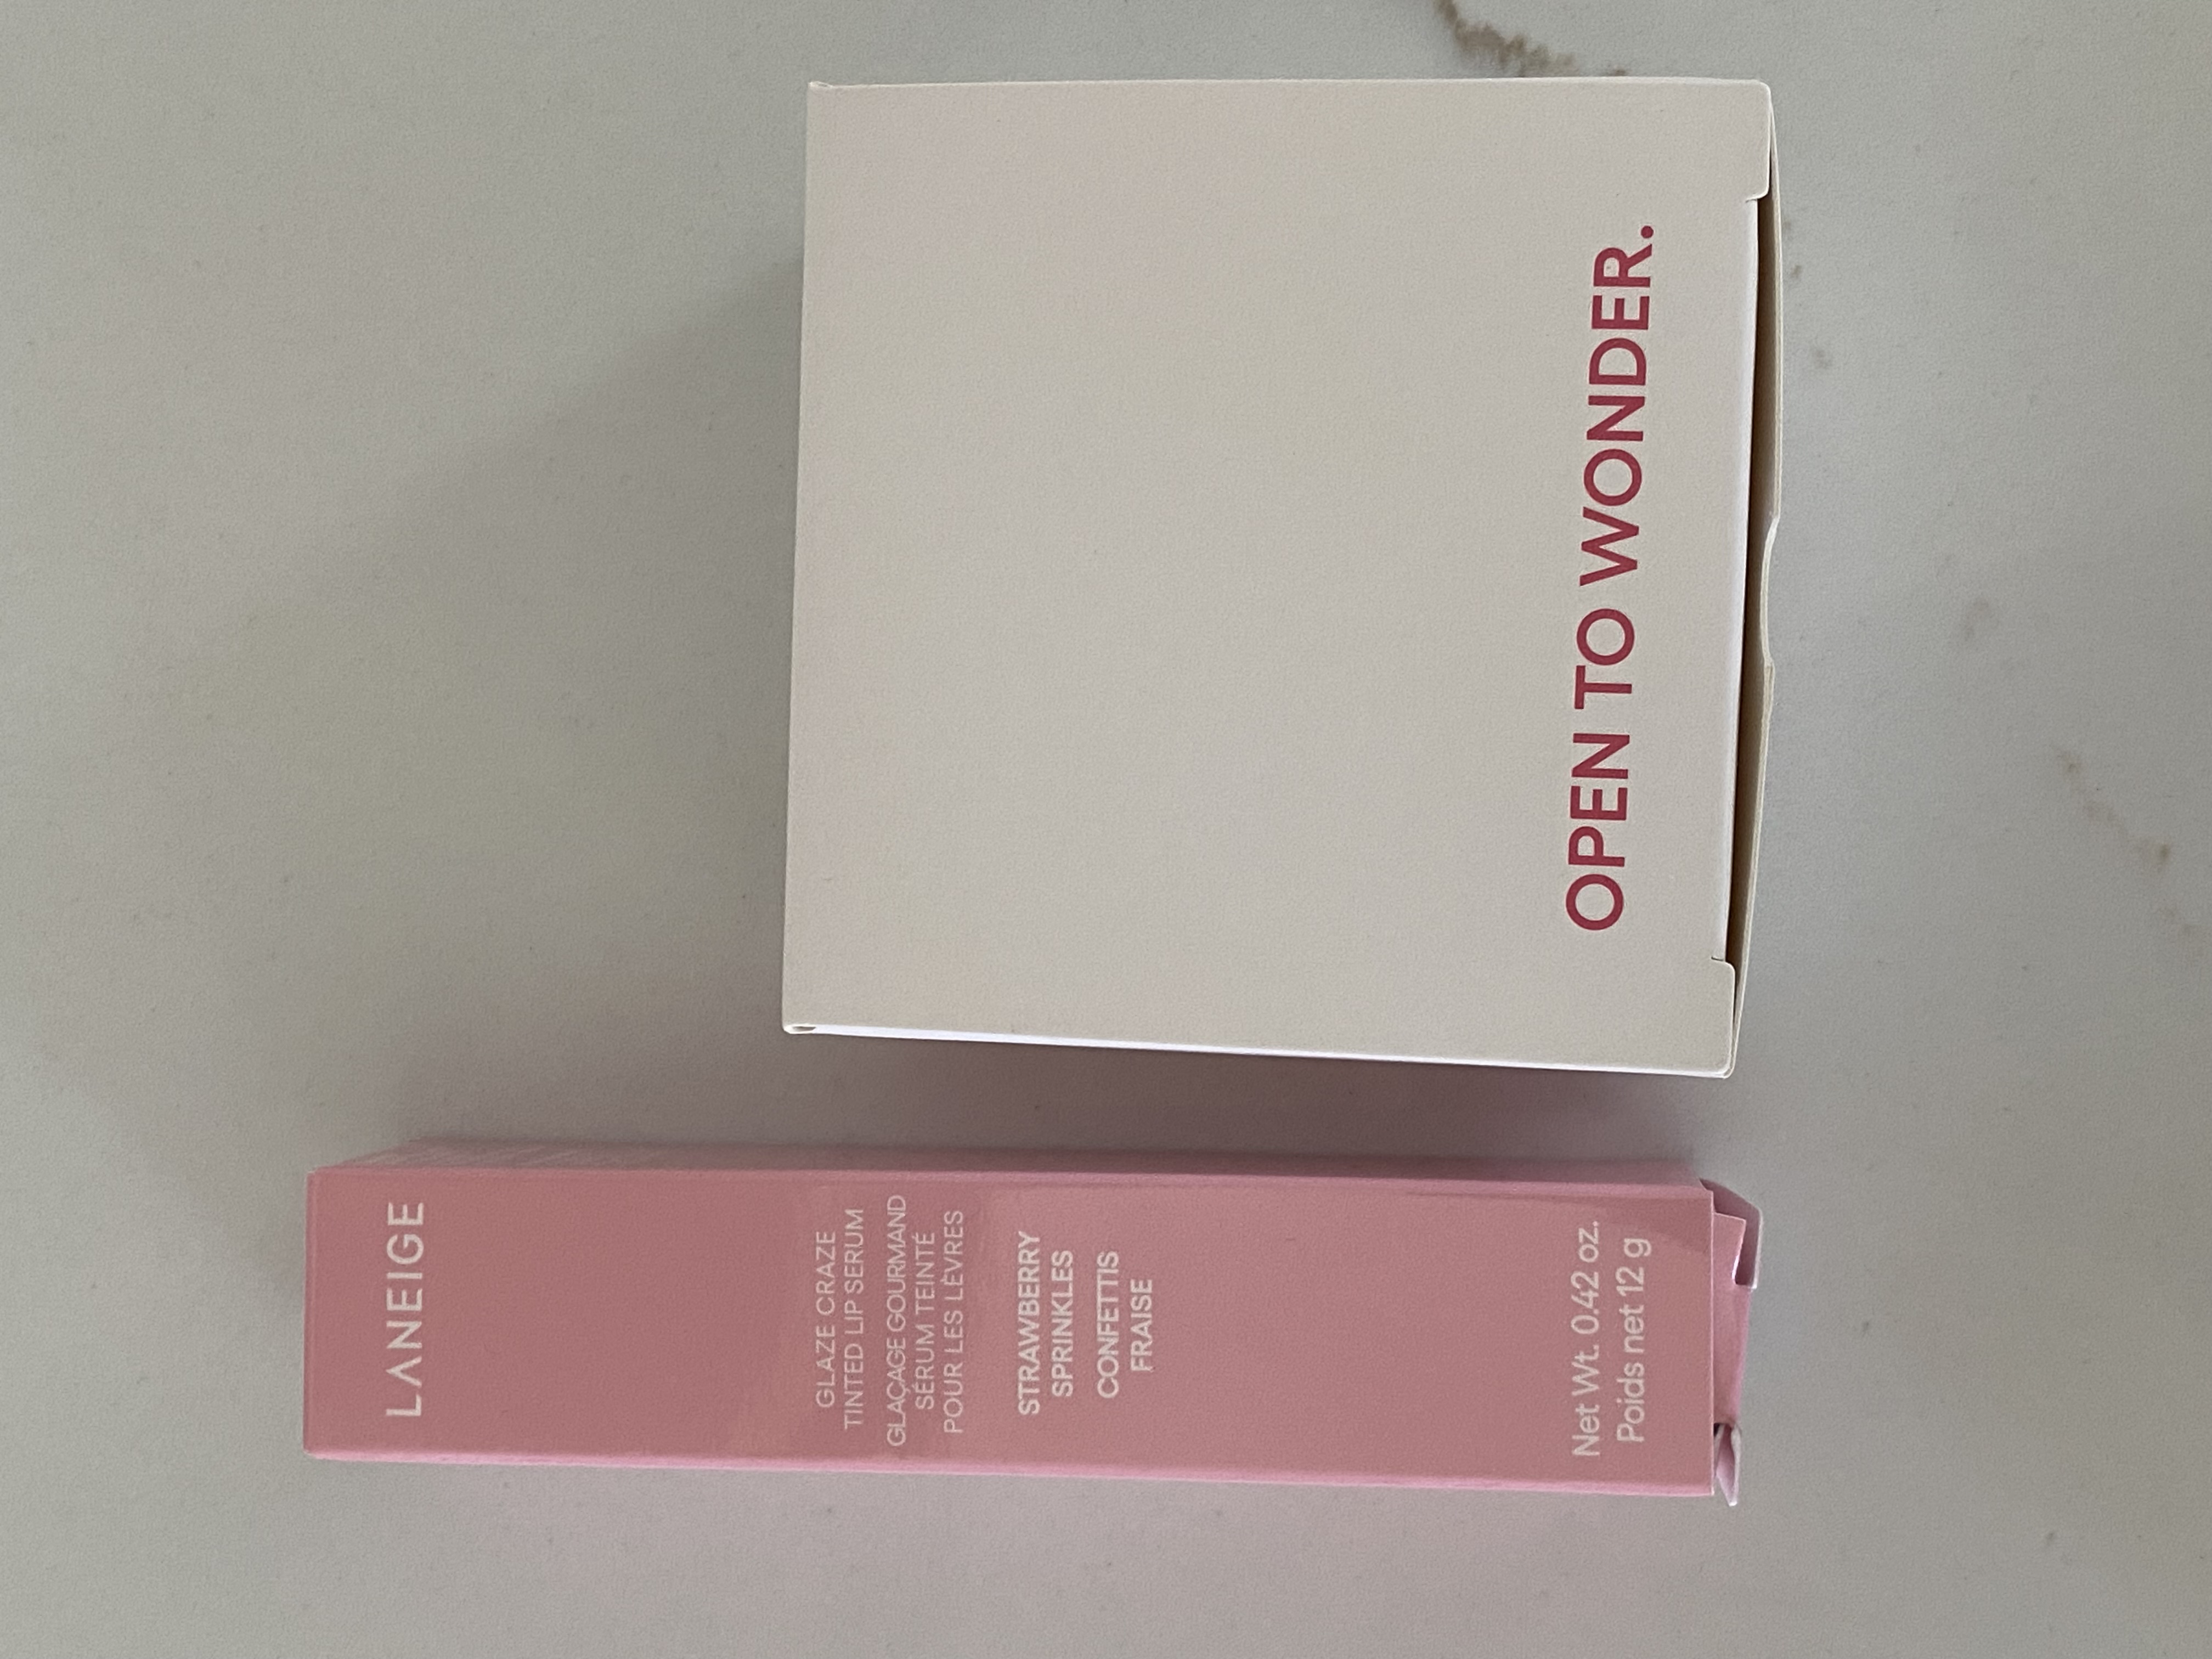 LANEIGE
GLAZE CRAZE
TINTED LIP SERUM
GLAÇAGE GOURMAND
SÉRUM TEINTÉ
POUR LES LÈVRES
STRAWBERRY
SPRINKLES
CONFETTIS
FRAISE
Net Wt. 0.42 oz.
Poids net 12 g
OPEN TO WONDER.